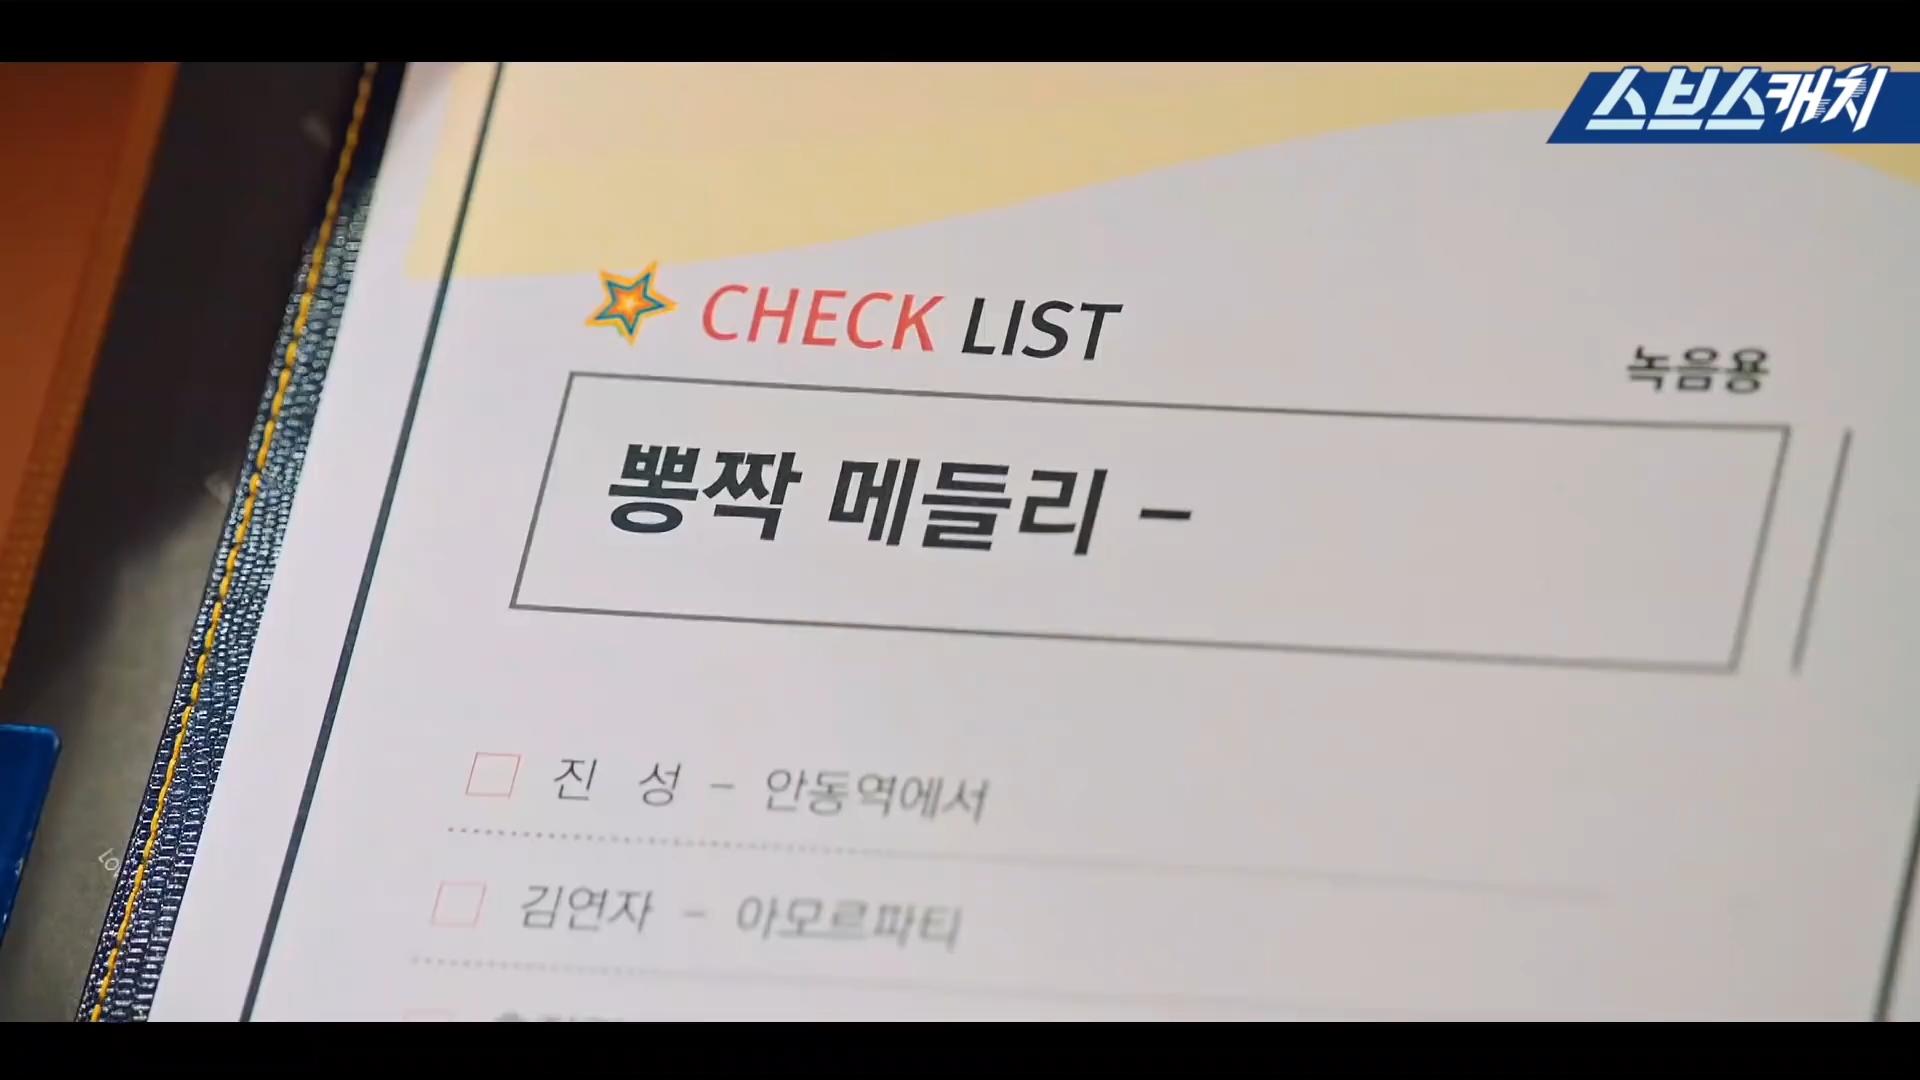 스브스캐치
CHECK LIST
녹음용
뽕짝 메들리 –
진 성 – 안동역에서
김연자 – 아모르파티